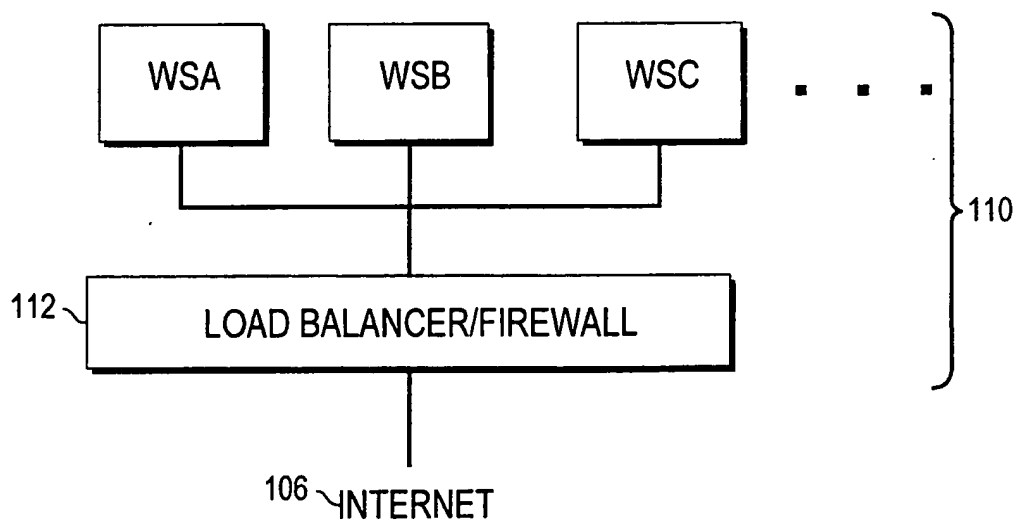 WSA WSB WSC
110
112 LOAD BALANCER/FIREWALL
106 INTERNET